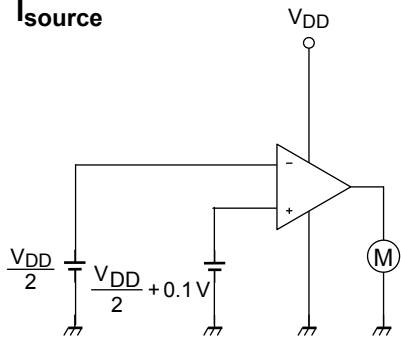 Isource
VDD
-
+
VDD
2
VDD
2
+ 0.1 V
M